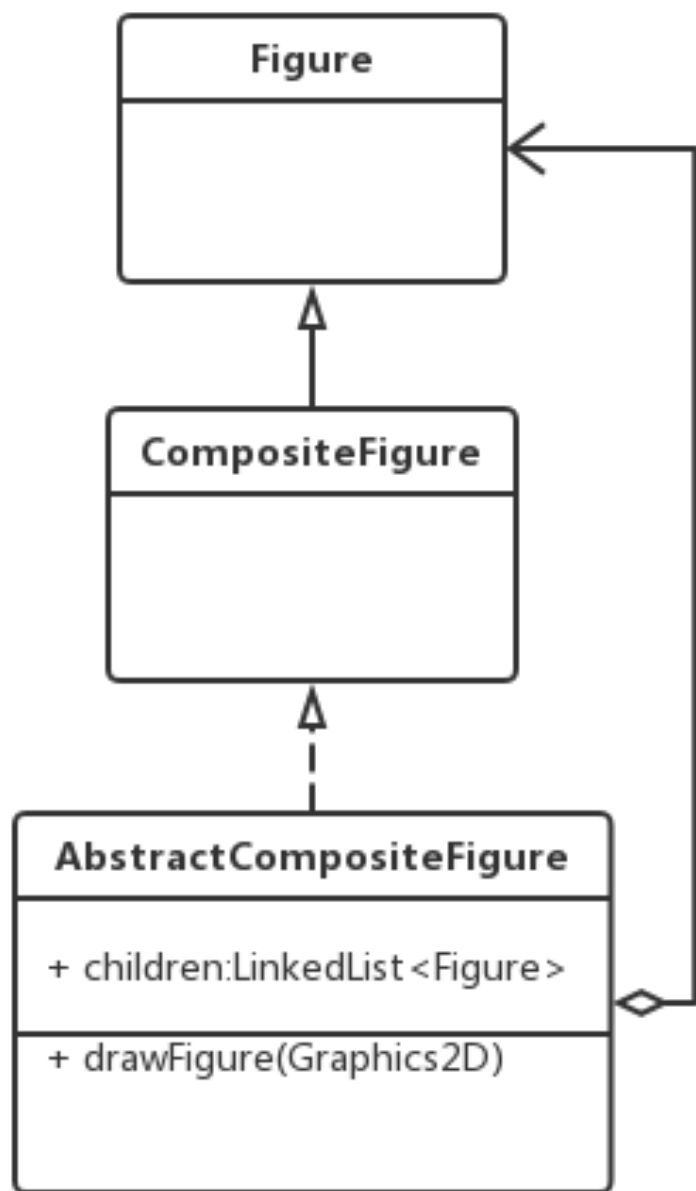 Figure
CompositeFigure
AbstractCompositeFigure
+ children:LinkedList<Figure>
+ drawFigure(Graphics2D)